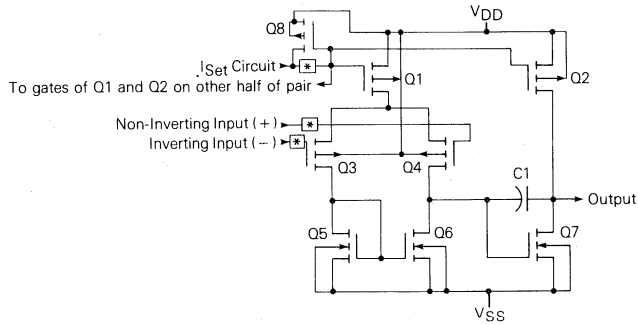 VDD
Q8
ISet Circuit
*
Q1
Q2
To gates of Q1 and Q2 on other half of pair
Non-Inverting Input (+)
*
Inverting Input (−)
*
Q3
Q4
C1
Output
Q5
Q6
Q7
VSS